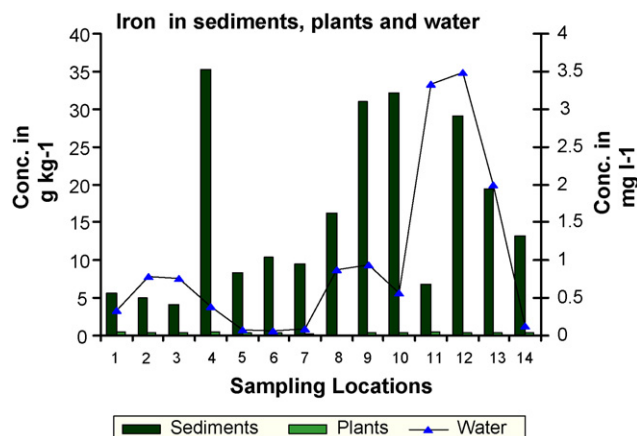 Iron in sediments, plants and water
40
35
30
25
20
15
10
5
0
Conc. in
g kg-1
4
3.5
3
2.5
2
1.5
1
0.5
0
Conc. in
mg l-1
1 2 3 4 5 6 7 8 9 10 11 12 13 14
Sampling Locations
Sediments Plants Water